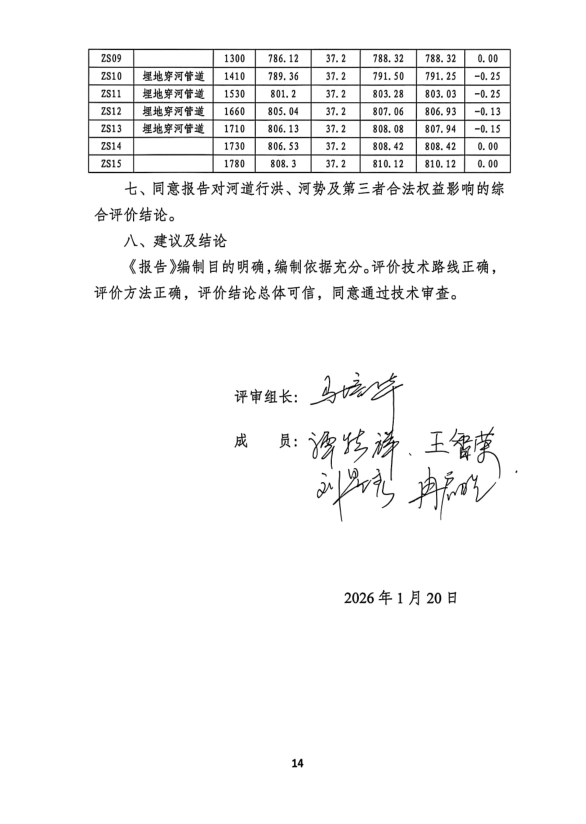 ZS09 1300 786.12 37.2 788.32 788.32 0.00
ZS10 埋地穿河管道 1410 789.36 37.2 791.50 791.25 -0.25
ZS11 埋地穿河管道 1530 801.2 37.2 803.28 803.03 -0.25
ZS12 埋地穿河管道 1660 805.04 37.2 807.06 806.93 -0.13
ZS13 埋地穿河管道 1710 806.13 37.2 808.08 807.94 -0.15
ZS14 1730 806.53 37.2 808.42 808.42 0.00
ZS15 1780 808.3 37.2 810.12 810.12 0.00
七、同意报告对河道行洪、河势及第三者合法权益影响的综
合评价结论。
八、建议及结论
《报告》编制目的明确，编制依据充分。评价技术路线正确，
评价方法正确，评价结论总体可信，同意通过技术审查。
评审组长：
成 员：
2026 年 1 月 20 日
14